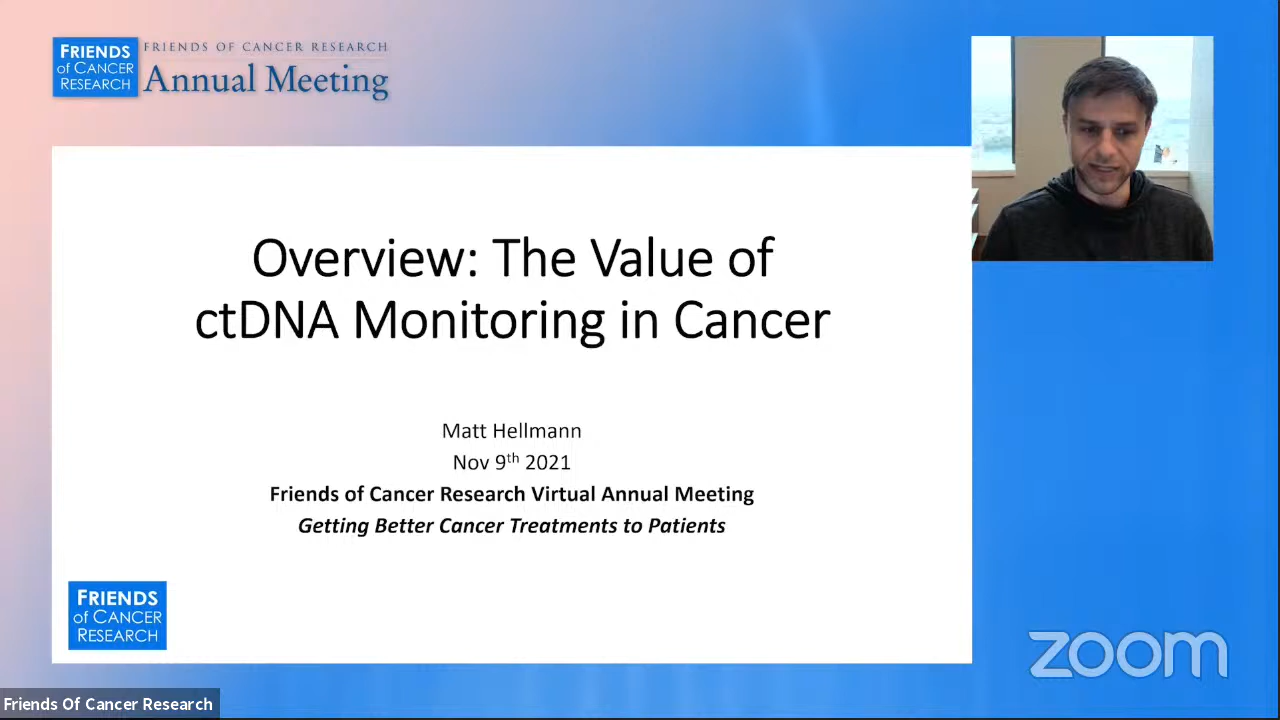 FRIENDS
of CANCER
RESEARCH
FRIENDS OF CANCER RESEARCH
Annual Meeting
Overview: The Value of
ctDNA Monitoring in Cancer
Matt Hellmann
Nov 9th 2021
Friends of Cancer Research Virtual Annual Meeting
Getting Better Cancer Treatments to Patients
FRIENDS
of CANCER
RESEARCH
zoom
Friends Of Cancer Research